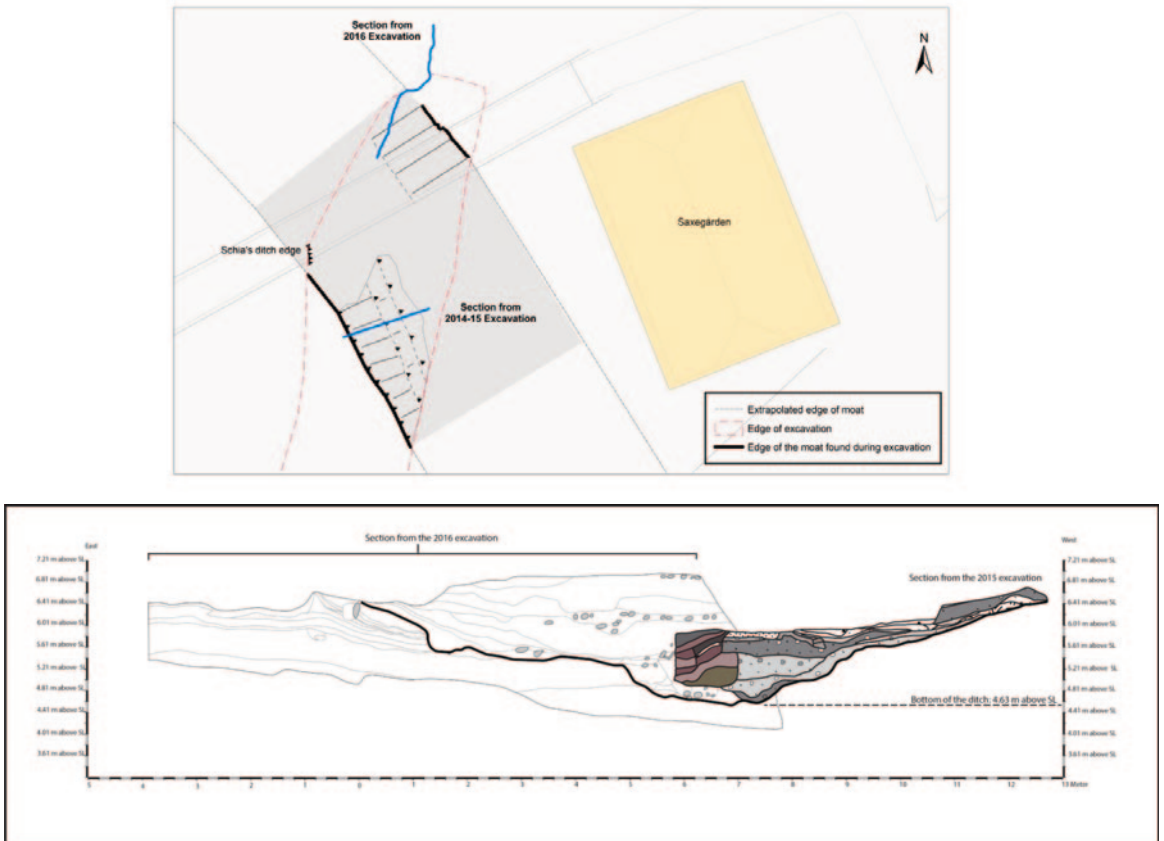 Section from
2016 Excavation
N
Saxegården
Schia's ditch edge
Section from
2014-15 Excavation
Extrapolated edge of moat
Edge of excavation
Edge of the moat found during excavation
Section from the 2016 excavation
East
West
7.21 m above SL
6.81 m above SL
6.41 m above SL
6.01 m above SL
5.61 m above SL
5.21 m above SL
4.81 m above SL
4.41 m above SL
4.01 m above SL
3.61 m above SL
Section from the 2015 excavation
7.21 m above SL
6.81 m above SL
6.41 m above SL
6.01 m above SL
5.61 m above SL
5.21 m above SL
4.81 m above SL
4.41 m above SL
4.01 m above SL
3.61 m above SL
Bottom of the ditch: 4.63 m above SL
5 4 3 2 1 0 1 2 3 4 5 6 7 8 9 10 11 12 13 Meter